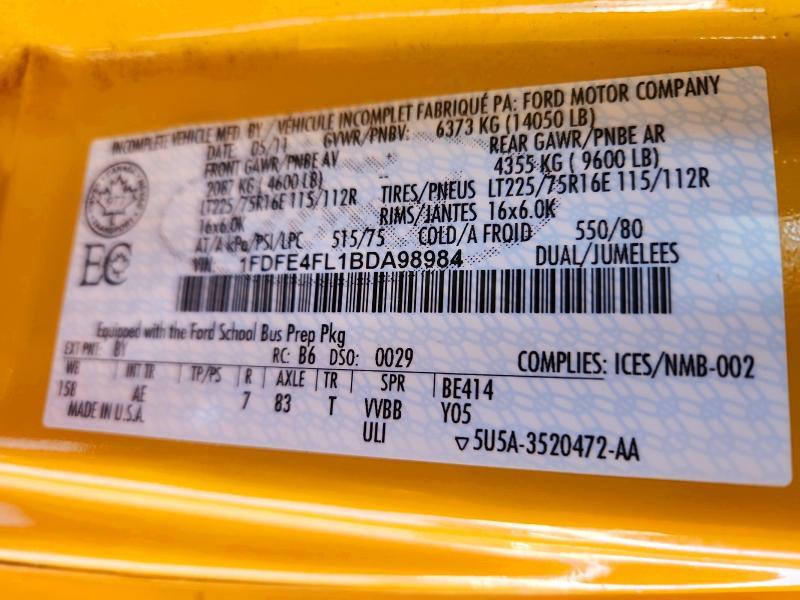 INCOMPLETE VEHICLE MFD. BY / VÉHICULE INCOMPLET FABRIQUÉ PA: FORD MOTOR COMPANY
DATE: 05/11 GVWR/PNBV: 6373 KG (14050 LB)
FRONT GAWR/PNBE AV REAR GAWR/PNBE AR
2087 KG (4600 LB) 4355 KG ( 9600 LB)
LT225/75R16E 115/112R TIRES/PNEUS LT225/75R16E 115/112R
16x6.0K RIMS/JANTES 16x6.0K
AT/A kPa/PSI/LPC 515/75 COLD/A FROID 550/80
VIN: 1FDFE4FL1BDA98984 DUAL/JUMELEES
EC
Equipped with the Ford School Bus Prep Pkg
EXT PNT: BY RC: B6 DSO: 0029 COMPLIES: ICES/NMB-002
WB INT TR TP/PS R AXLE TR SPR BE414
158 AE 7 83 T VVBB Y05
MADE IN U.S.A. ULI ▽5U5A-3520472-AA